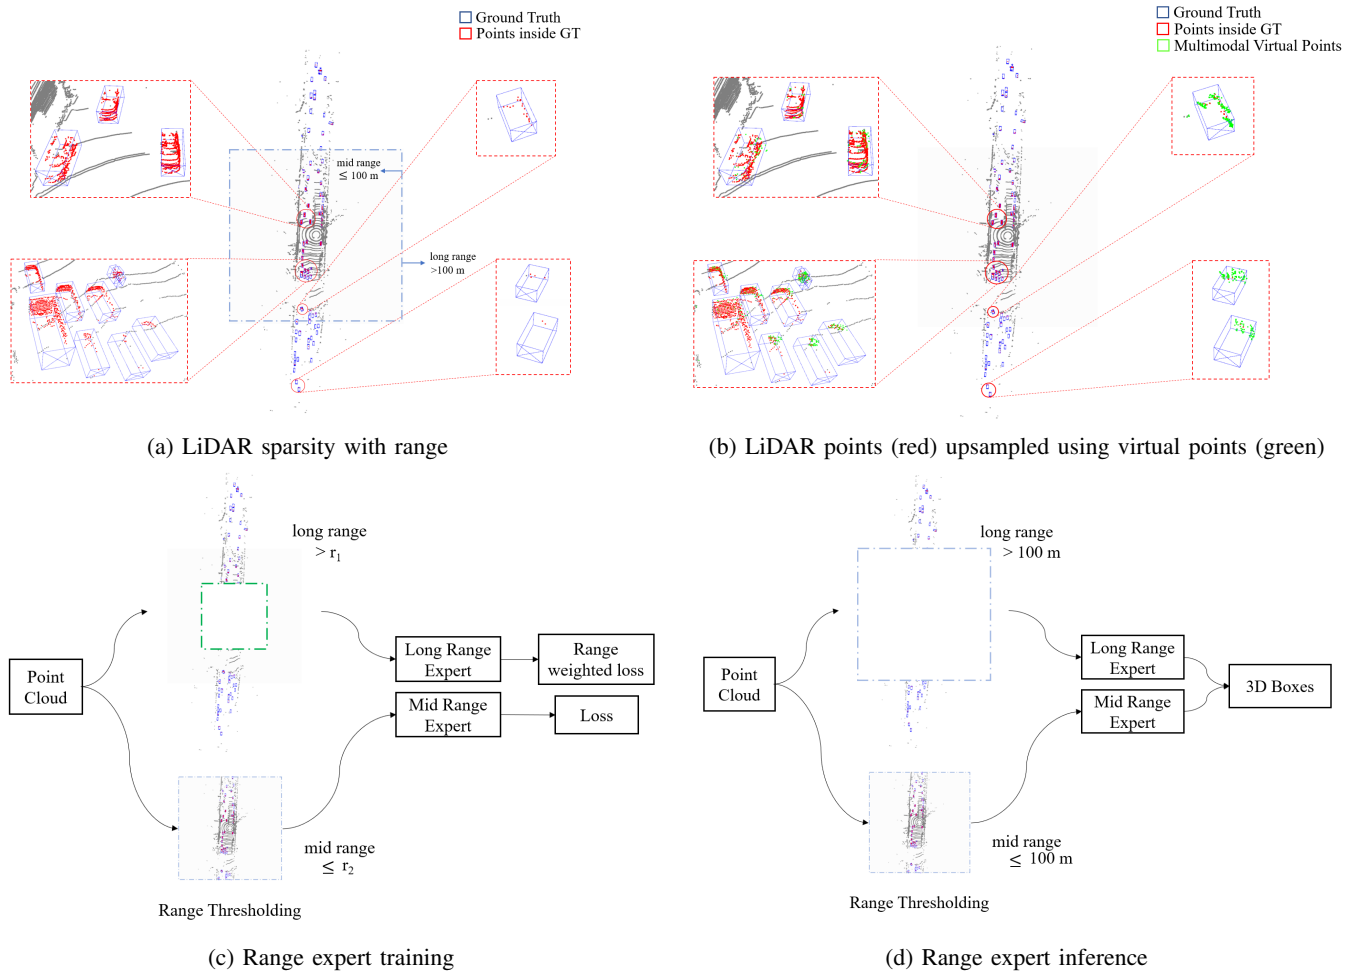 Ground Truth
Points inside GT
mid range
≤ 100 m
long range
>100 m
(a) LiDAR sparsity with range
Ground Truth
Points inside GT
Multimodal Virtual Points
(b) LiDAR points (red) upsampled using virtual points (green)
long range
> r₁
Point
Cloud
Long Range
Expert
Range
weighted loss
Mid Range
Expert
Loss
mid range
≤ r₂
Range Thresholding
(c) Range expert training
long range
> 100 m
Point
Cloud
Long Range
Expert
Mid Range
Expert
3D Boxes
mid range
≤ 100 m
Range Thresholding
(d) Range expert inference